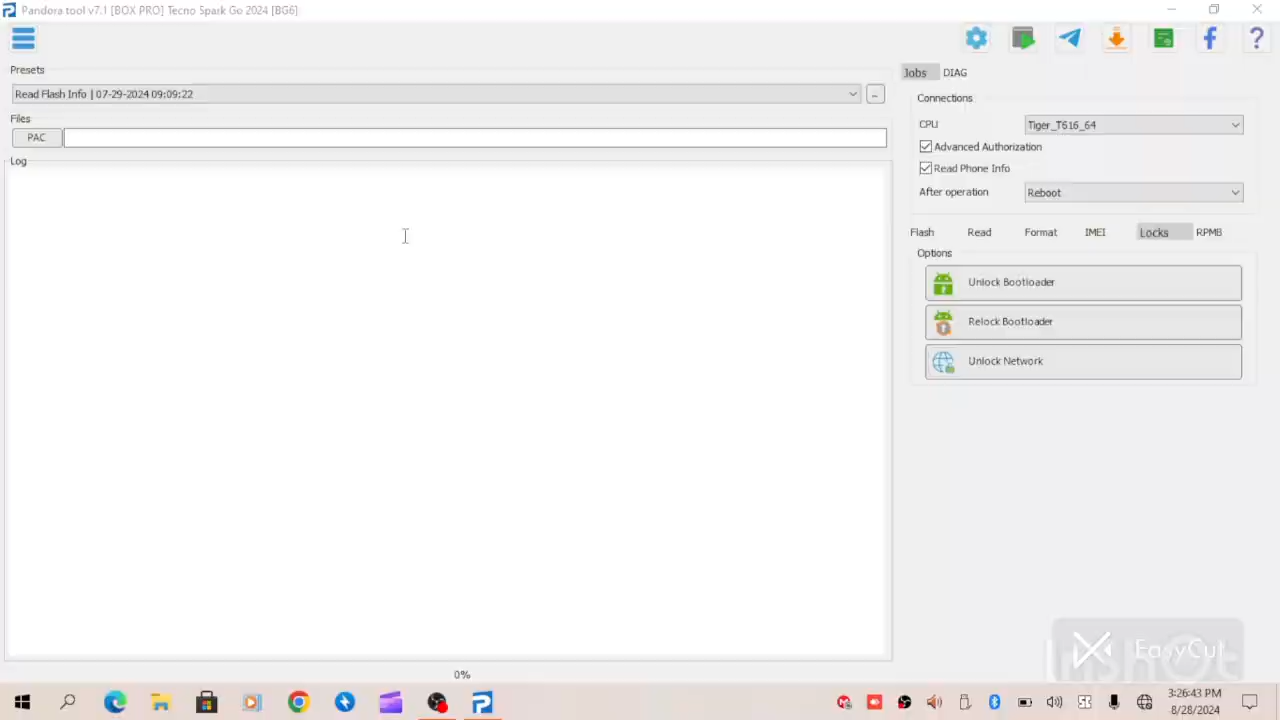 Pandora tool v7.1 [BOX PRO] Tecno Spark Go 2024 [BG6]
Presets
Read Flash Info | 07-29-2024 09:09:22
...
Files
PAC
Log
Jobs DIAG
Connections
CPU Tiger_T616_64
Advanced Authorization
Read Phone Info
After operation Reboot
Flash Read Format IMEI Locks RPMB
Options
Unlock Bootloader
Relock Bootloader
Unlock Network
EasyCut
0%
3:26:43 PM
8/28/2024